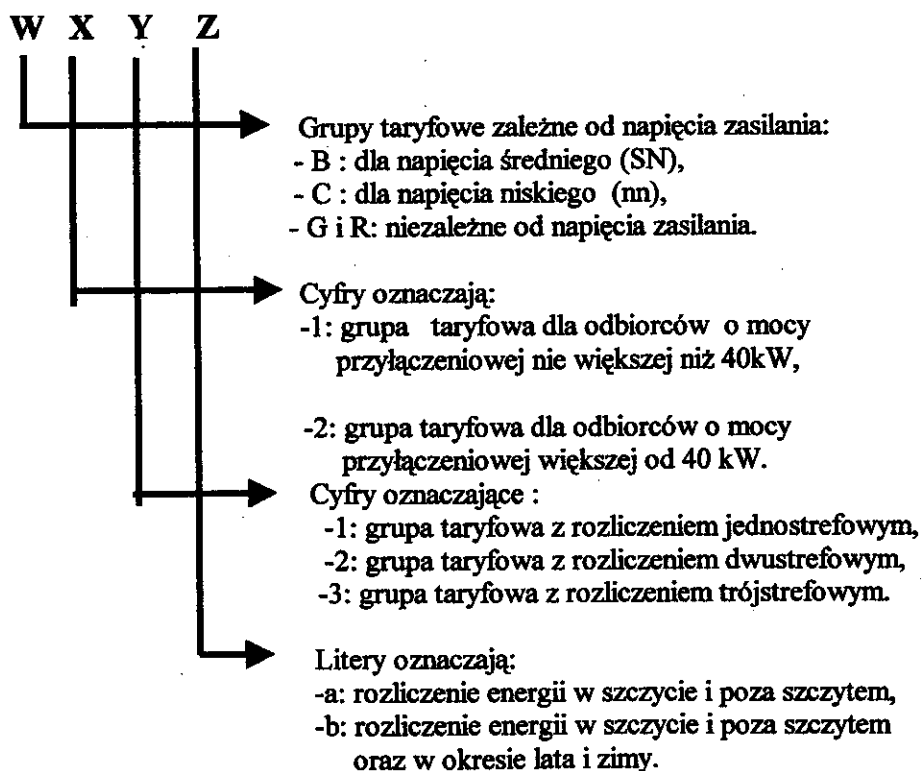 W X Y Z
Grupy taryfowe zależne od napięcia zasilania:
- B : dla napięcia średniego (SN),
- C : dla napięcia niskiego (nn),
- G i R: niezależne od napięcia zasilania.
Cyfry oznaczają:
-1: grupa taryfowa dla odbiorców o mocy
przyłączeniowej nie większej niż 40kW,
-2: grupa taryfowa dla odbiorców o mocy
przyłączeniowej większej od 40 kW.
Cyfry oznaczające :
-1: grupa taryfowa z rozliczeniem jednostrefowym,
-2: grupa taryfowa z rozliczeniem dwustrefowym,
-3: grupa taryfowa z rozliczeniem trójstrefowym.
Litery oznaczają:
-a: rozliczenie energii w szczycie i poza szczytem,
-b: rozliczenie energii w szczycie i poza szczytem
oraz w okresie lata i zimy.